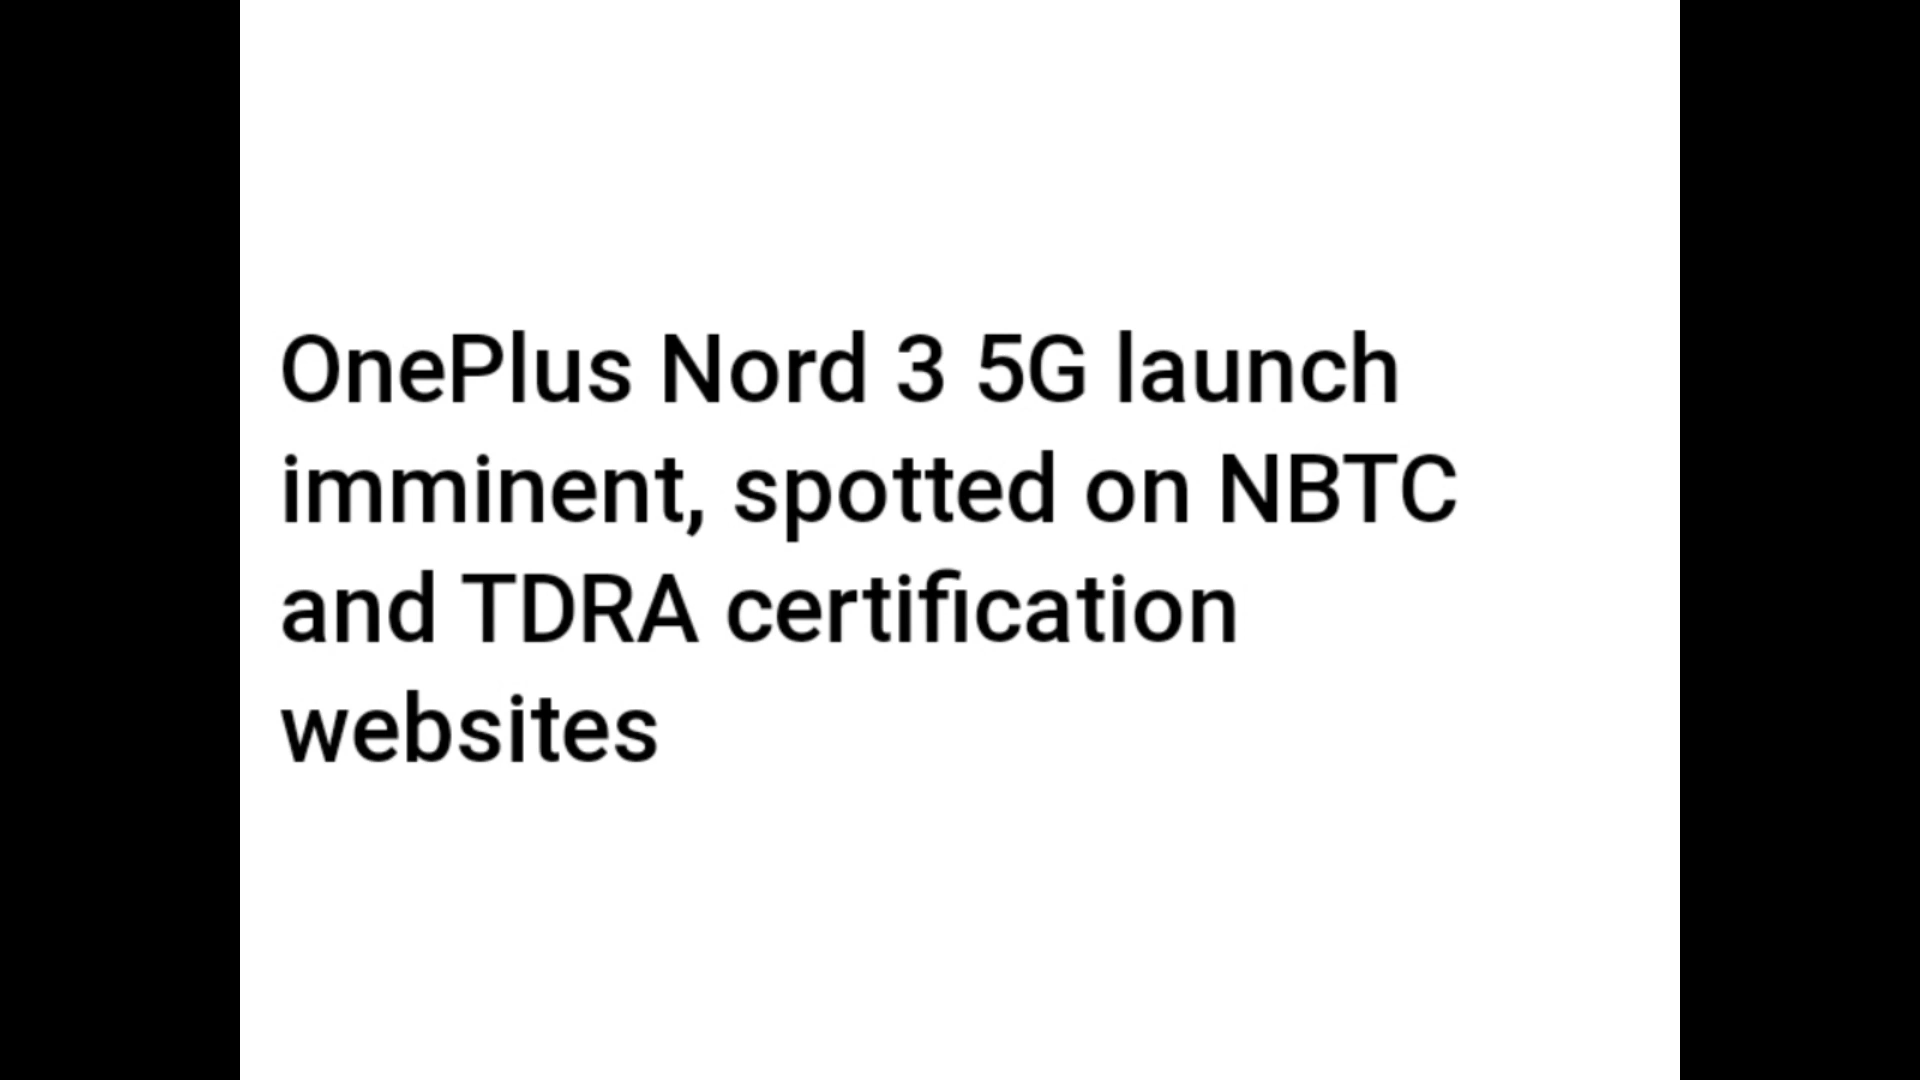 OnePlus Nord 3 5G launch
imminent, spotted on NBTC
and TDRA certification
websites